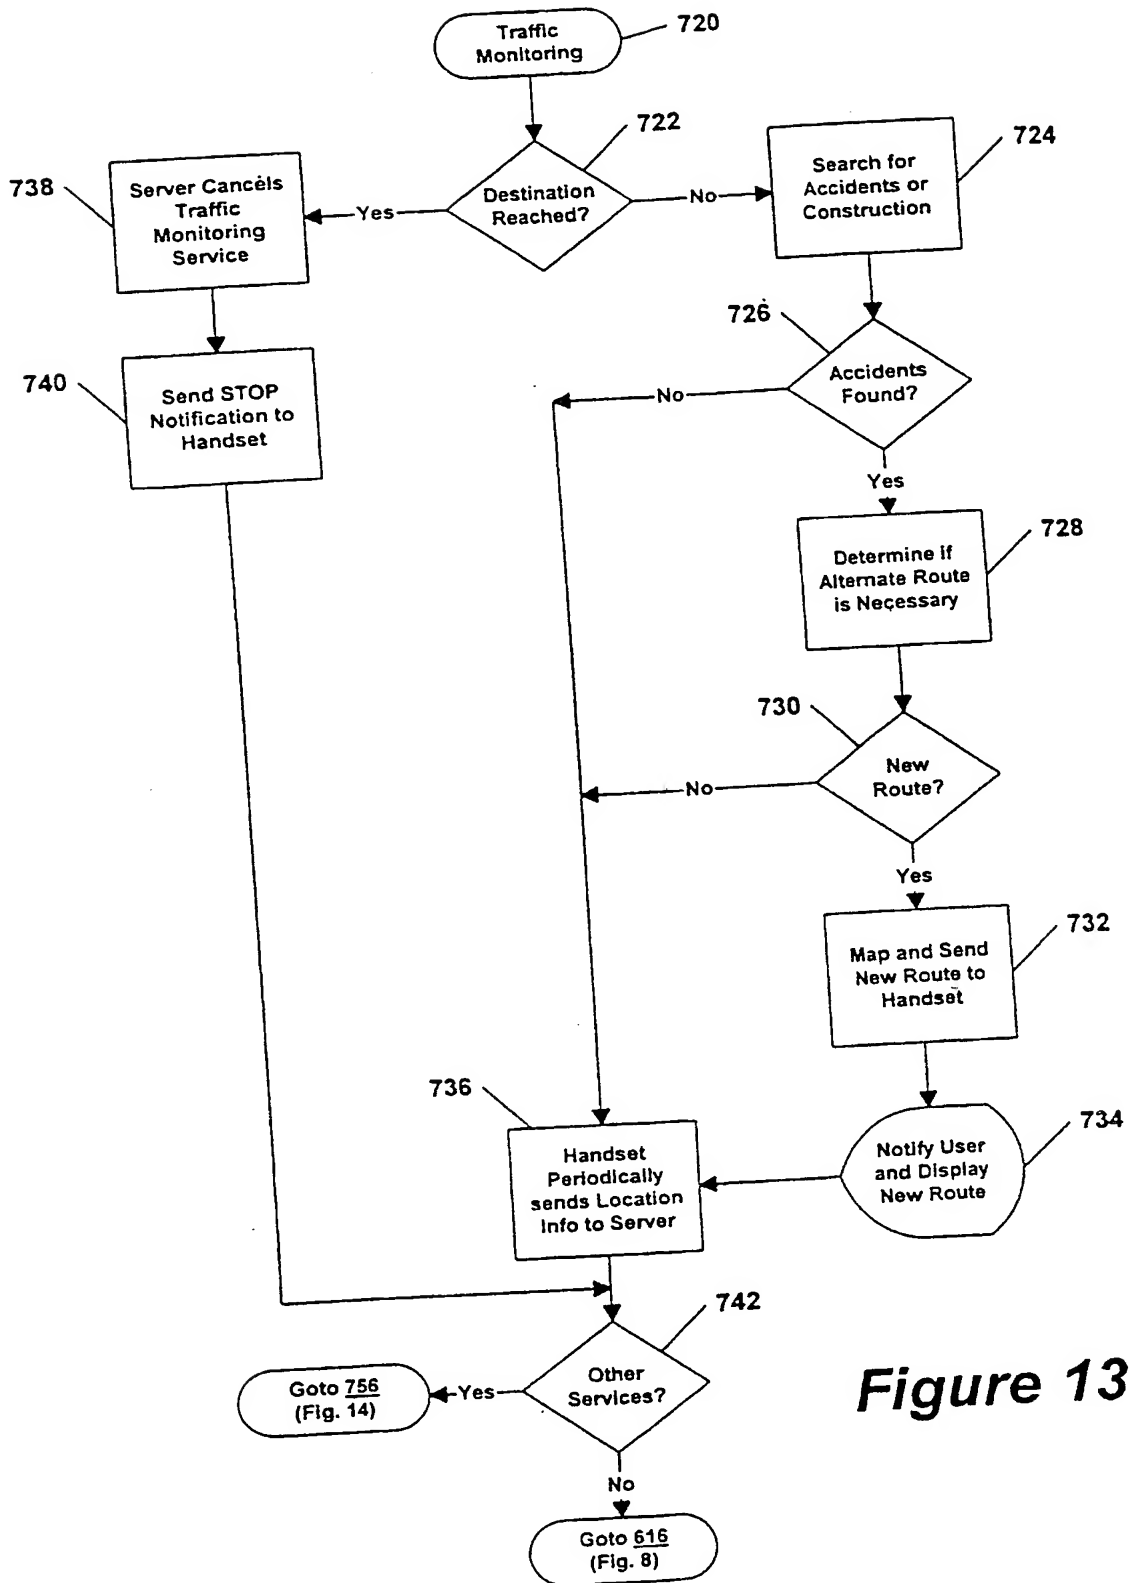 Traffic
Monitoring
720
722
Destination
Reached?
Yes
No
724
Search for
Accidents or
Construction
738
Server Cancels
Traffic
Monitoring
Service
726
Accidents
Found?
No
Yes
740
Send STOP
Notification to
Handset
728
Determine if
Alternate Route
is Necessary
730
New
Route?
No
Yes
732
Map and Send
New Route to
Handset
736
Handset
Periodically
sends Location
Info to Server
734
Notify User
and Display
New Route
742
Other
Services?
Yes
Goto 756
(Fig. 14)
No
Goto 616
(Fig. 8)
Figure 13